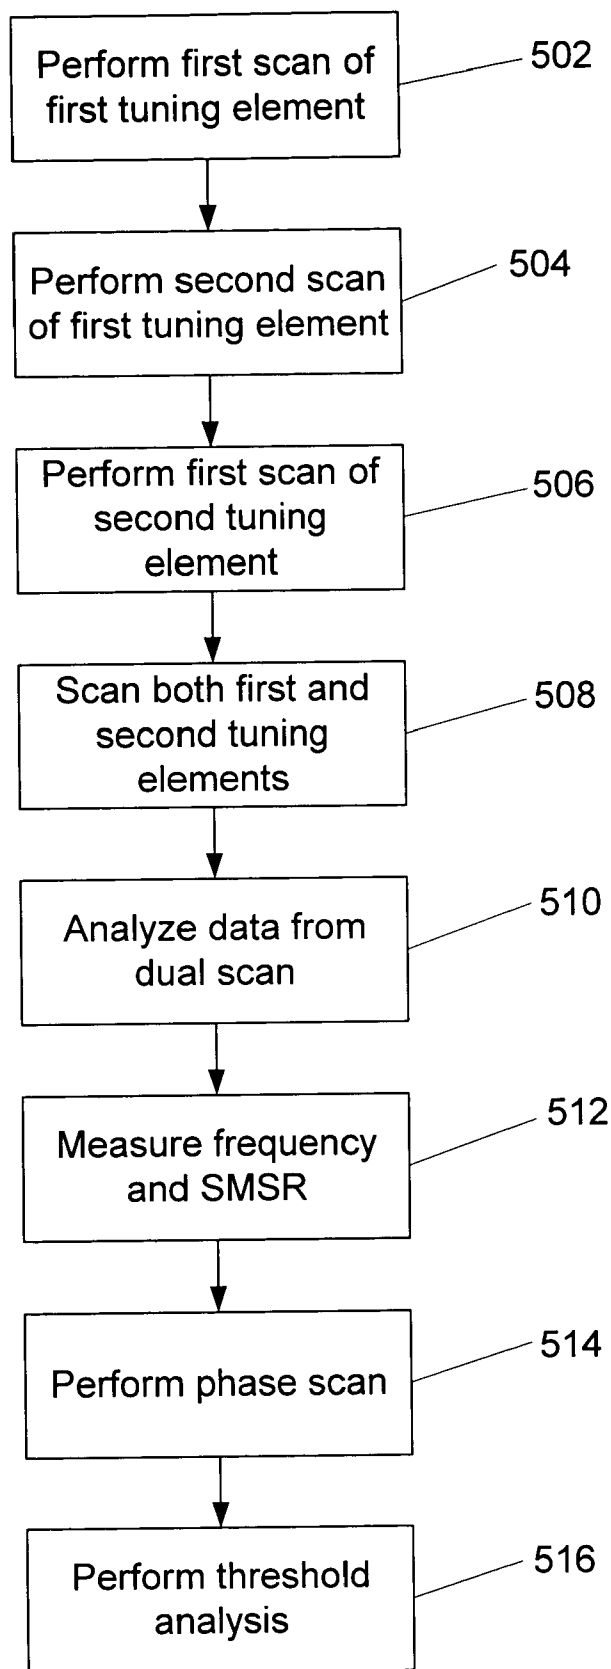 Perform first scan of
first tuning element
502
Perform second scan
of first tuning element
504
Perform first scan of
second tuning
element
506
Scan both first and
second tuning
elements
508
Analyze data from
dual scan
510
Measure frequency
and SMSR
512
Perform phase scan
514
Perform threshold
analysis
516